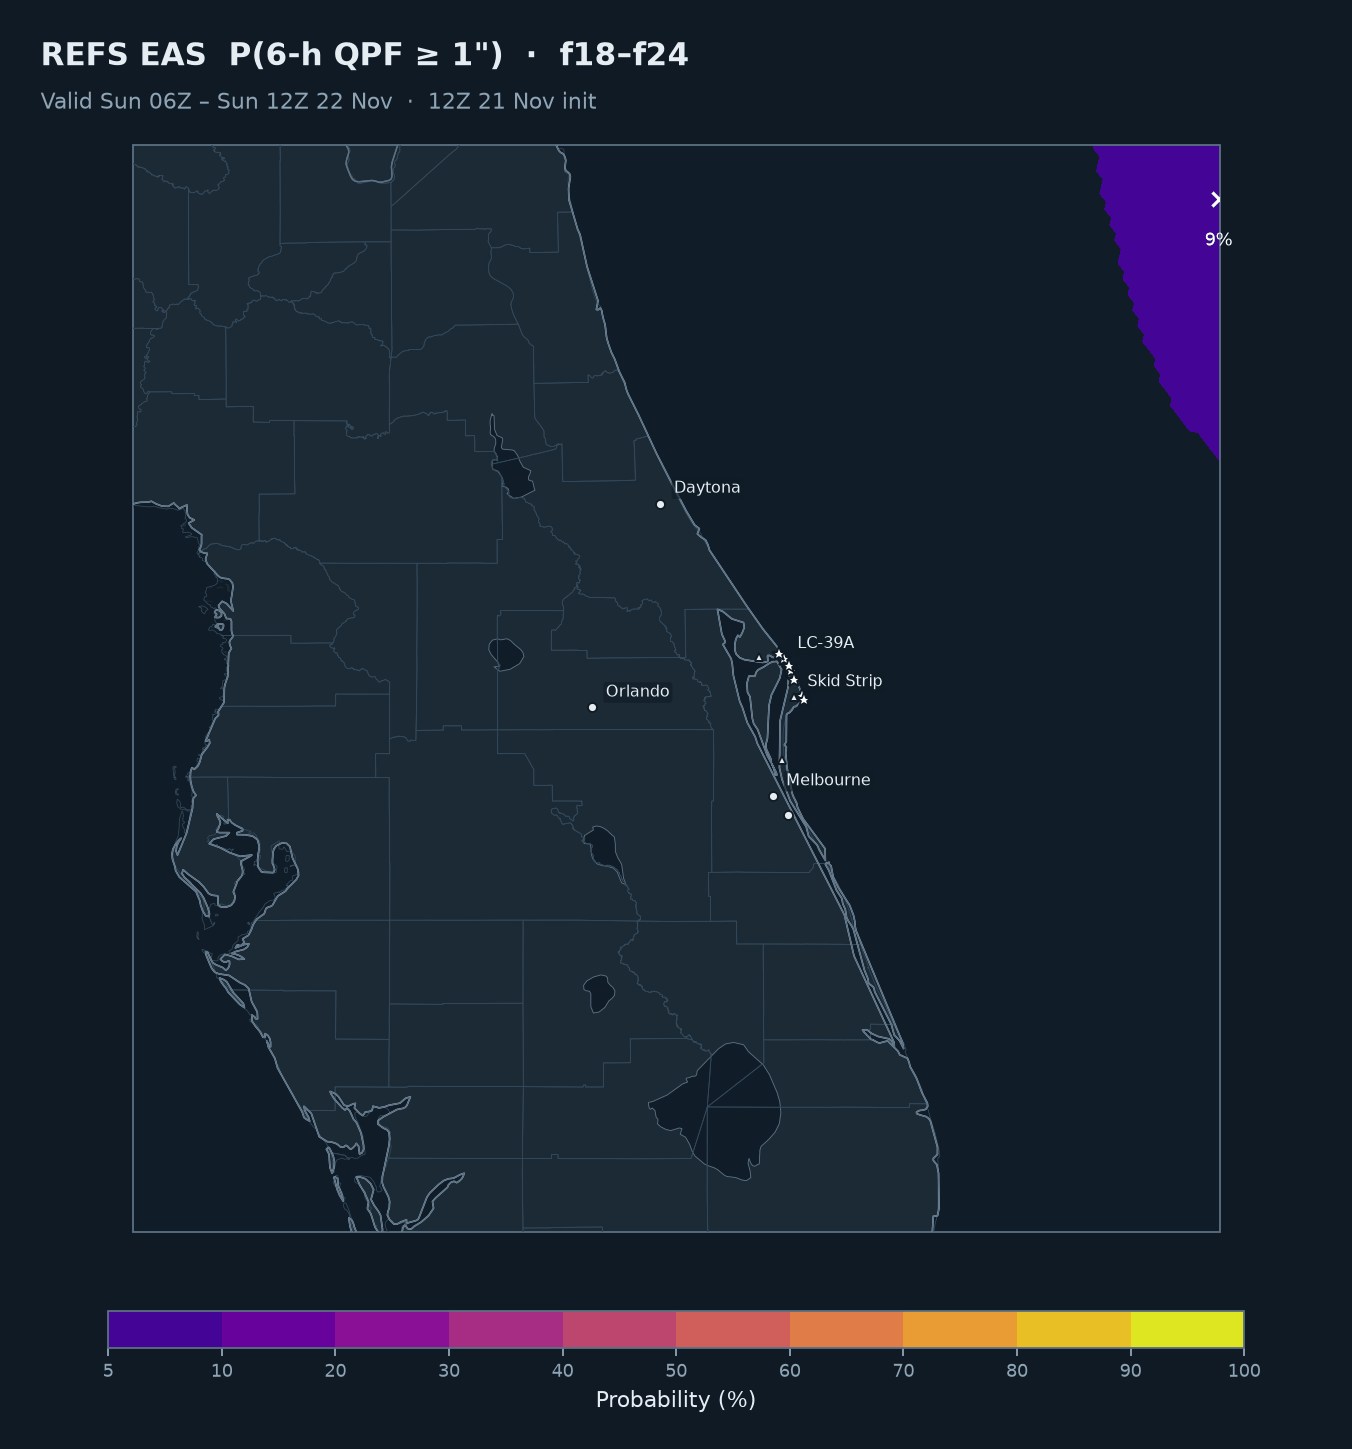 REFS EAS P(6-h QPF ≥ 1") · f18–f24
Valid Sun 06Z – Sun 12Z 22 Nov · 12Z 21 Nov init
9%
Daytona
LC-39A
Skid Strip
Orlando
Melbourne
5 10 20 30 40 50 60 70 80 90 100
Probability (%)